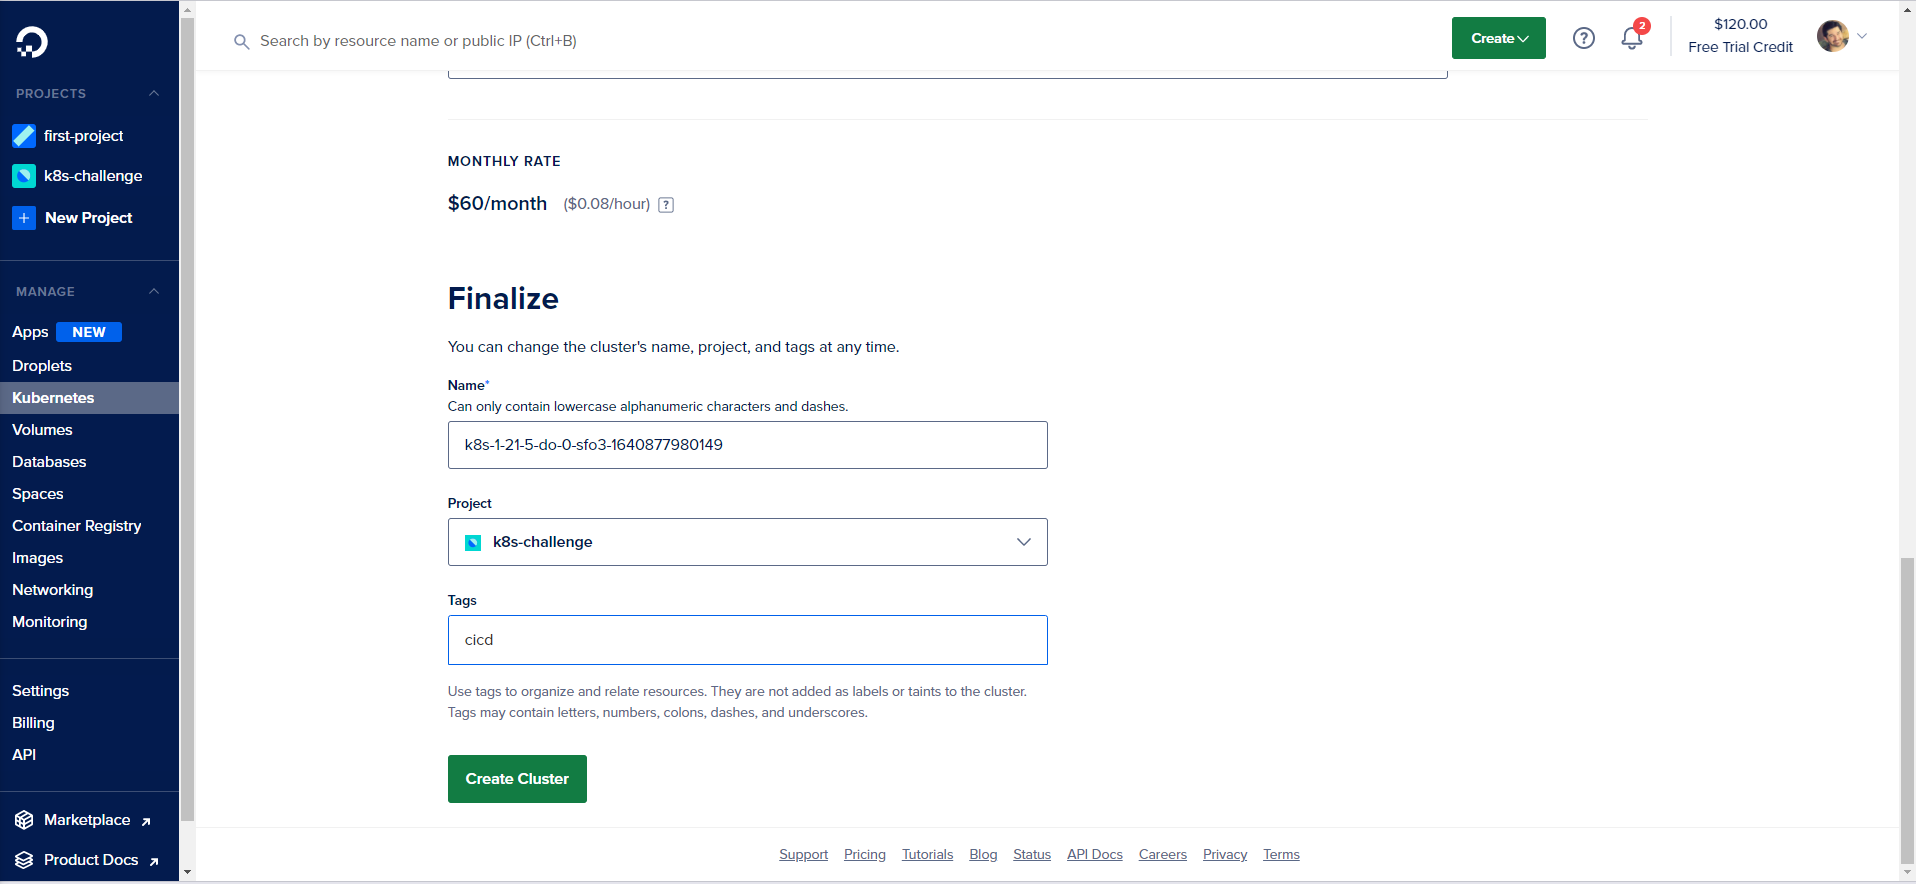 Search by resource name or public IP (Ctrl+B)
Create
2
$120.00
Free Trial Credit
PROJECTS
first-project
k8s-challenge
New Project
MANAGE
Apps NEW
Droplets
Kubernetes
Volumes
Databases
Spaces
Container Registry
Images
Networking
Monitoring
Settings
Billing
API
Marketplace
Product Docs
MONTHLY RATE
$60/month ($0.08/hour) ?
Finalize
You can change the cluster's name, project, and tags at any time.
Name*
Can only contain lowercase alphanumeric characters and dashes.
k8s-1-21-5-do-0-sfo3-1640877980149
Project
k8s-challenge
Tags
cicd
Use tags to organize and relate resources. They are not added as labels or taints to the cluster.
Tags may contain letters, numbers, colons, dashes, and underscores.
Create Cluster
Support Pricing Tutorials Blog Status API Docs Careers Privacy Terms